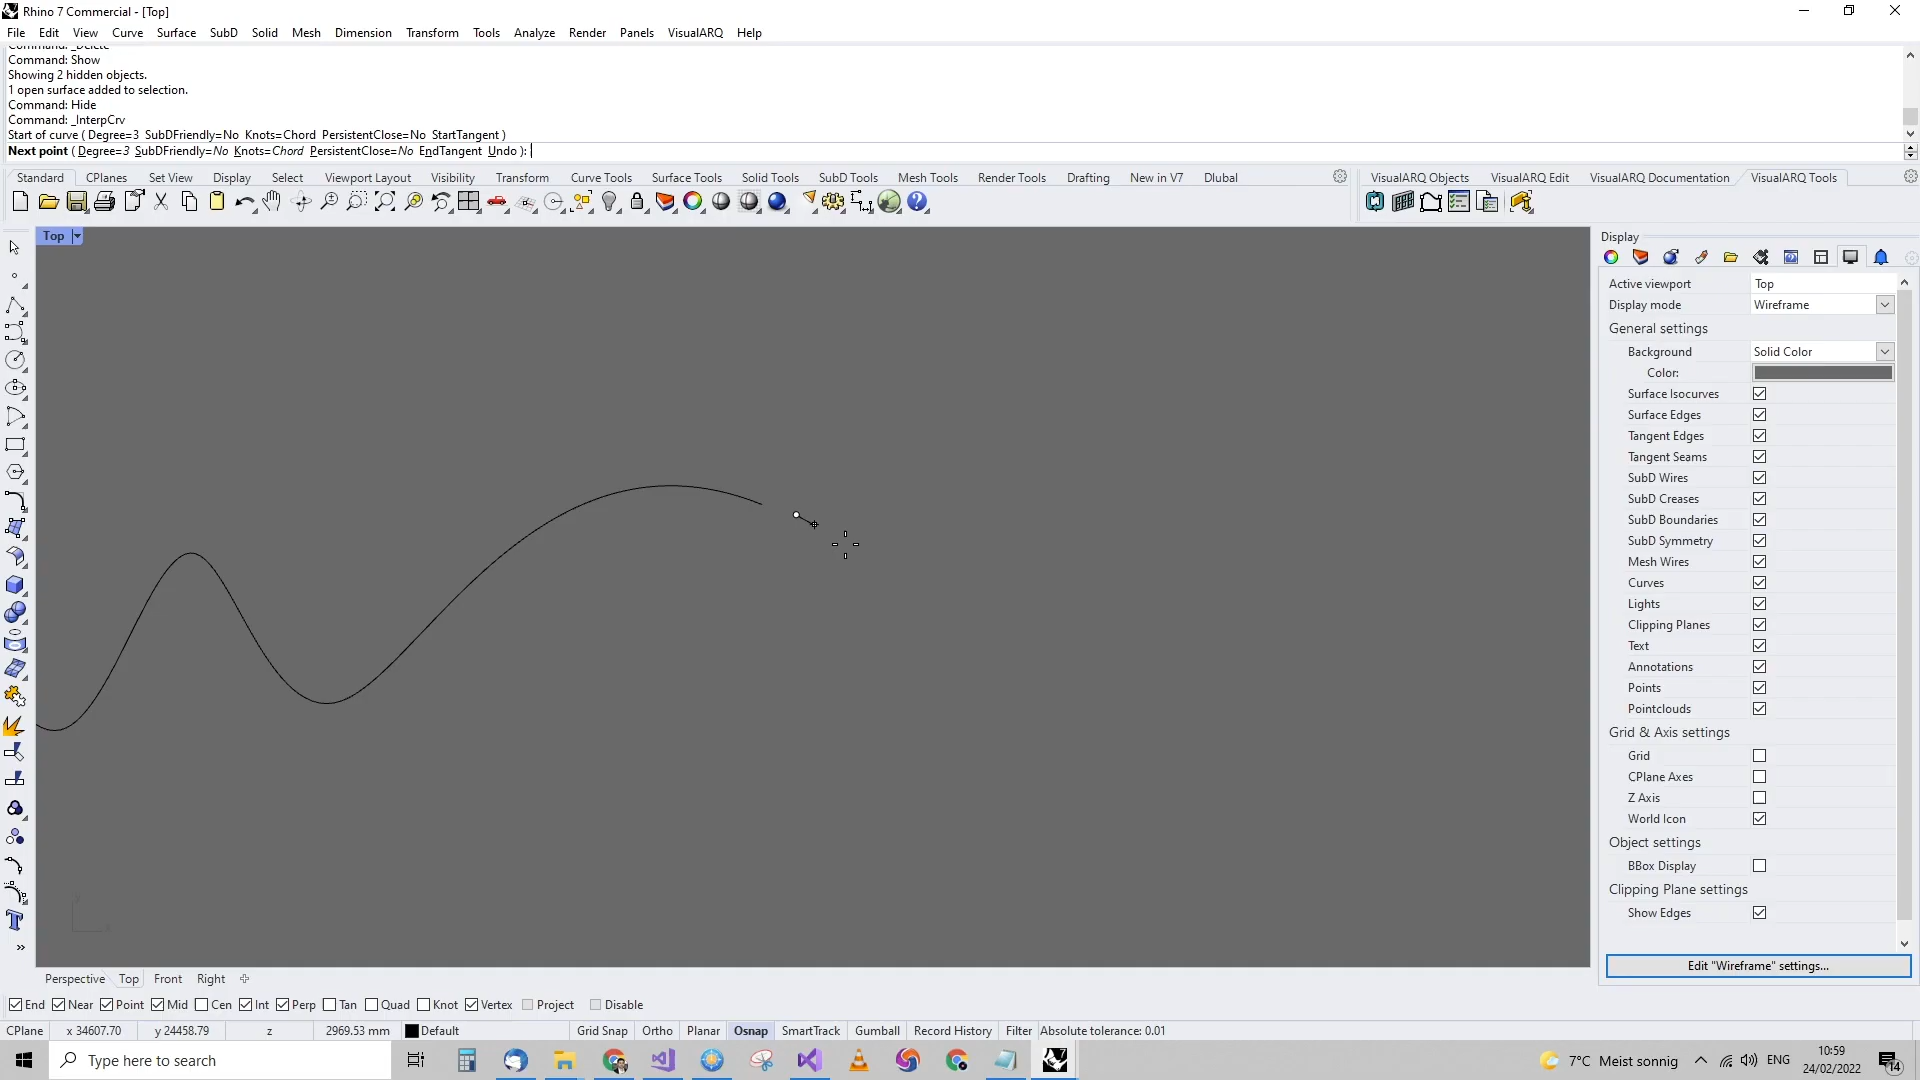 Rhino 7 Commercial - [Top]
File Edit View Curve Surface SubD Solid Mesh Dimension Transform Tools Analyze Render Panels VisualARQ Help
Command: _Delete
Command: Show
Showing 2 hidden objects.
1 open surface added to selection.
Command: Hide
Command: _InterpCrv
Start of curve ( Degree=3 SubDFriendly=No Knots=Chord PersistentClose=No StartTangent )
Next point ( Degree=3 SubDFriendly=No Knots=Chord PersistentClose=No EndTangent Undo ):
Standard CPlanes Set View Display Select Viewport Layout Visibility Transform Curve Tools Surface Tools Solid Tools SubD Tools Mesh Tools Render Tools Drafting New in V7 Dlubal VisualARQ Objects VisualARQ Edit VisualARQ Documentation VisualARQ Tools
Top
Display
Active viewport Top
Display mode Wireframe
General settings
Background Solid Color
Color:
Surface Isocurves
Surface Edges
Tangent Edges
Tangent Seams
SubD Wires
SubD Creases
SubD Boundaries
SubD Symmetry
Mesh Wires
Curves
Lights
Clipping Planes
Text
Annotations
Points
Pointclouds
Grid & Axis settings
Grid
CPlane Axes
Z Axis
World Icon
Object settings
BBox Display
Clipping Plane settings
Show Edges
Edit "Wireframe" settings...
Perspective Top Front Right
End Near Point Mid Cen Int Perp Tan Quad Knot Vertex Project Disable
CPlane x 34607.70 y 24458.79 z 2969.53 mm Default Grid Snap Ortho Planar Osnap SmartTrack Gumball Record History Filter Absolute tolerance: 0.01
Type here to search
7°C Meist sonnig ENG 10:59
24/02/2022
14